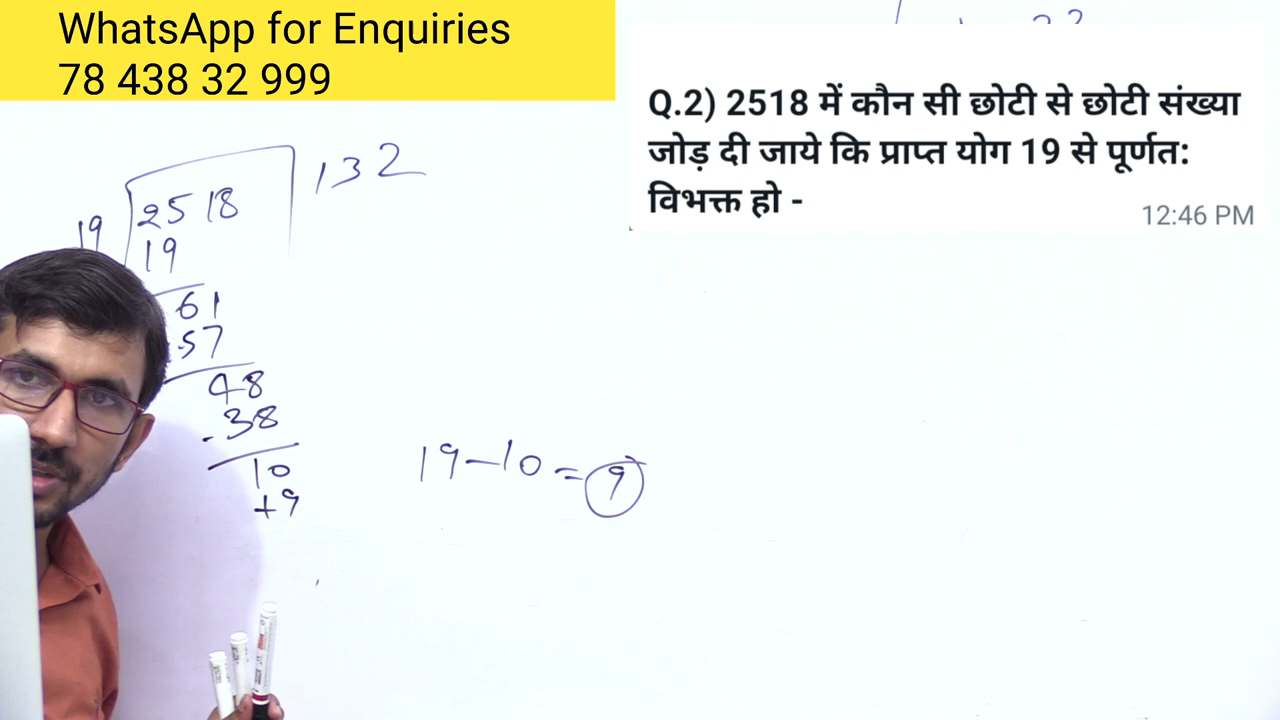 WhatsApp for Enquiries
78 438 32 999
Q.2) 2518 में कौन सी छोटी से छोटी संख्या
जोड़ दी जाये कि प्राप्त योग 19 से पूर्णत:
विभक्त हो -
12:46 PM
19 2518 132
19
61
57
48
- 38
10
+9
19-10=9